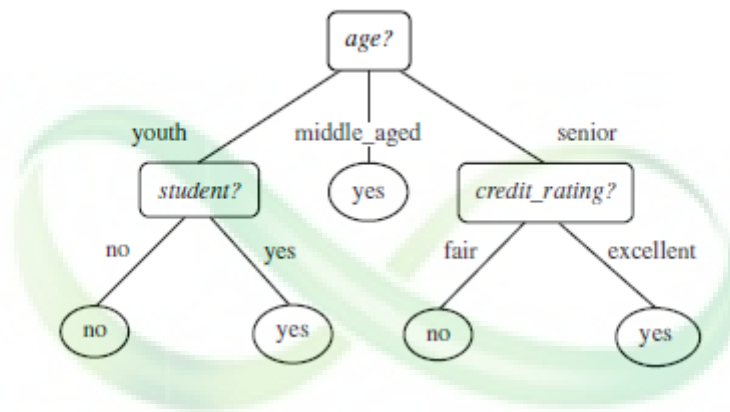 age?
youth
middle_aged
senior
student?
yes
credit_rating?
no
yes
fair
excellent
no
yes
no
yes